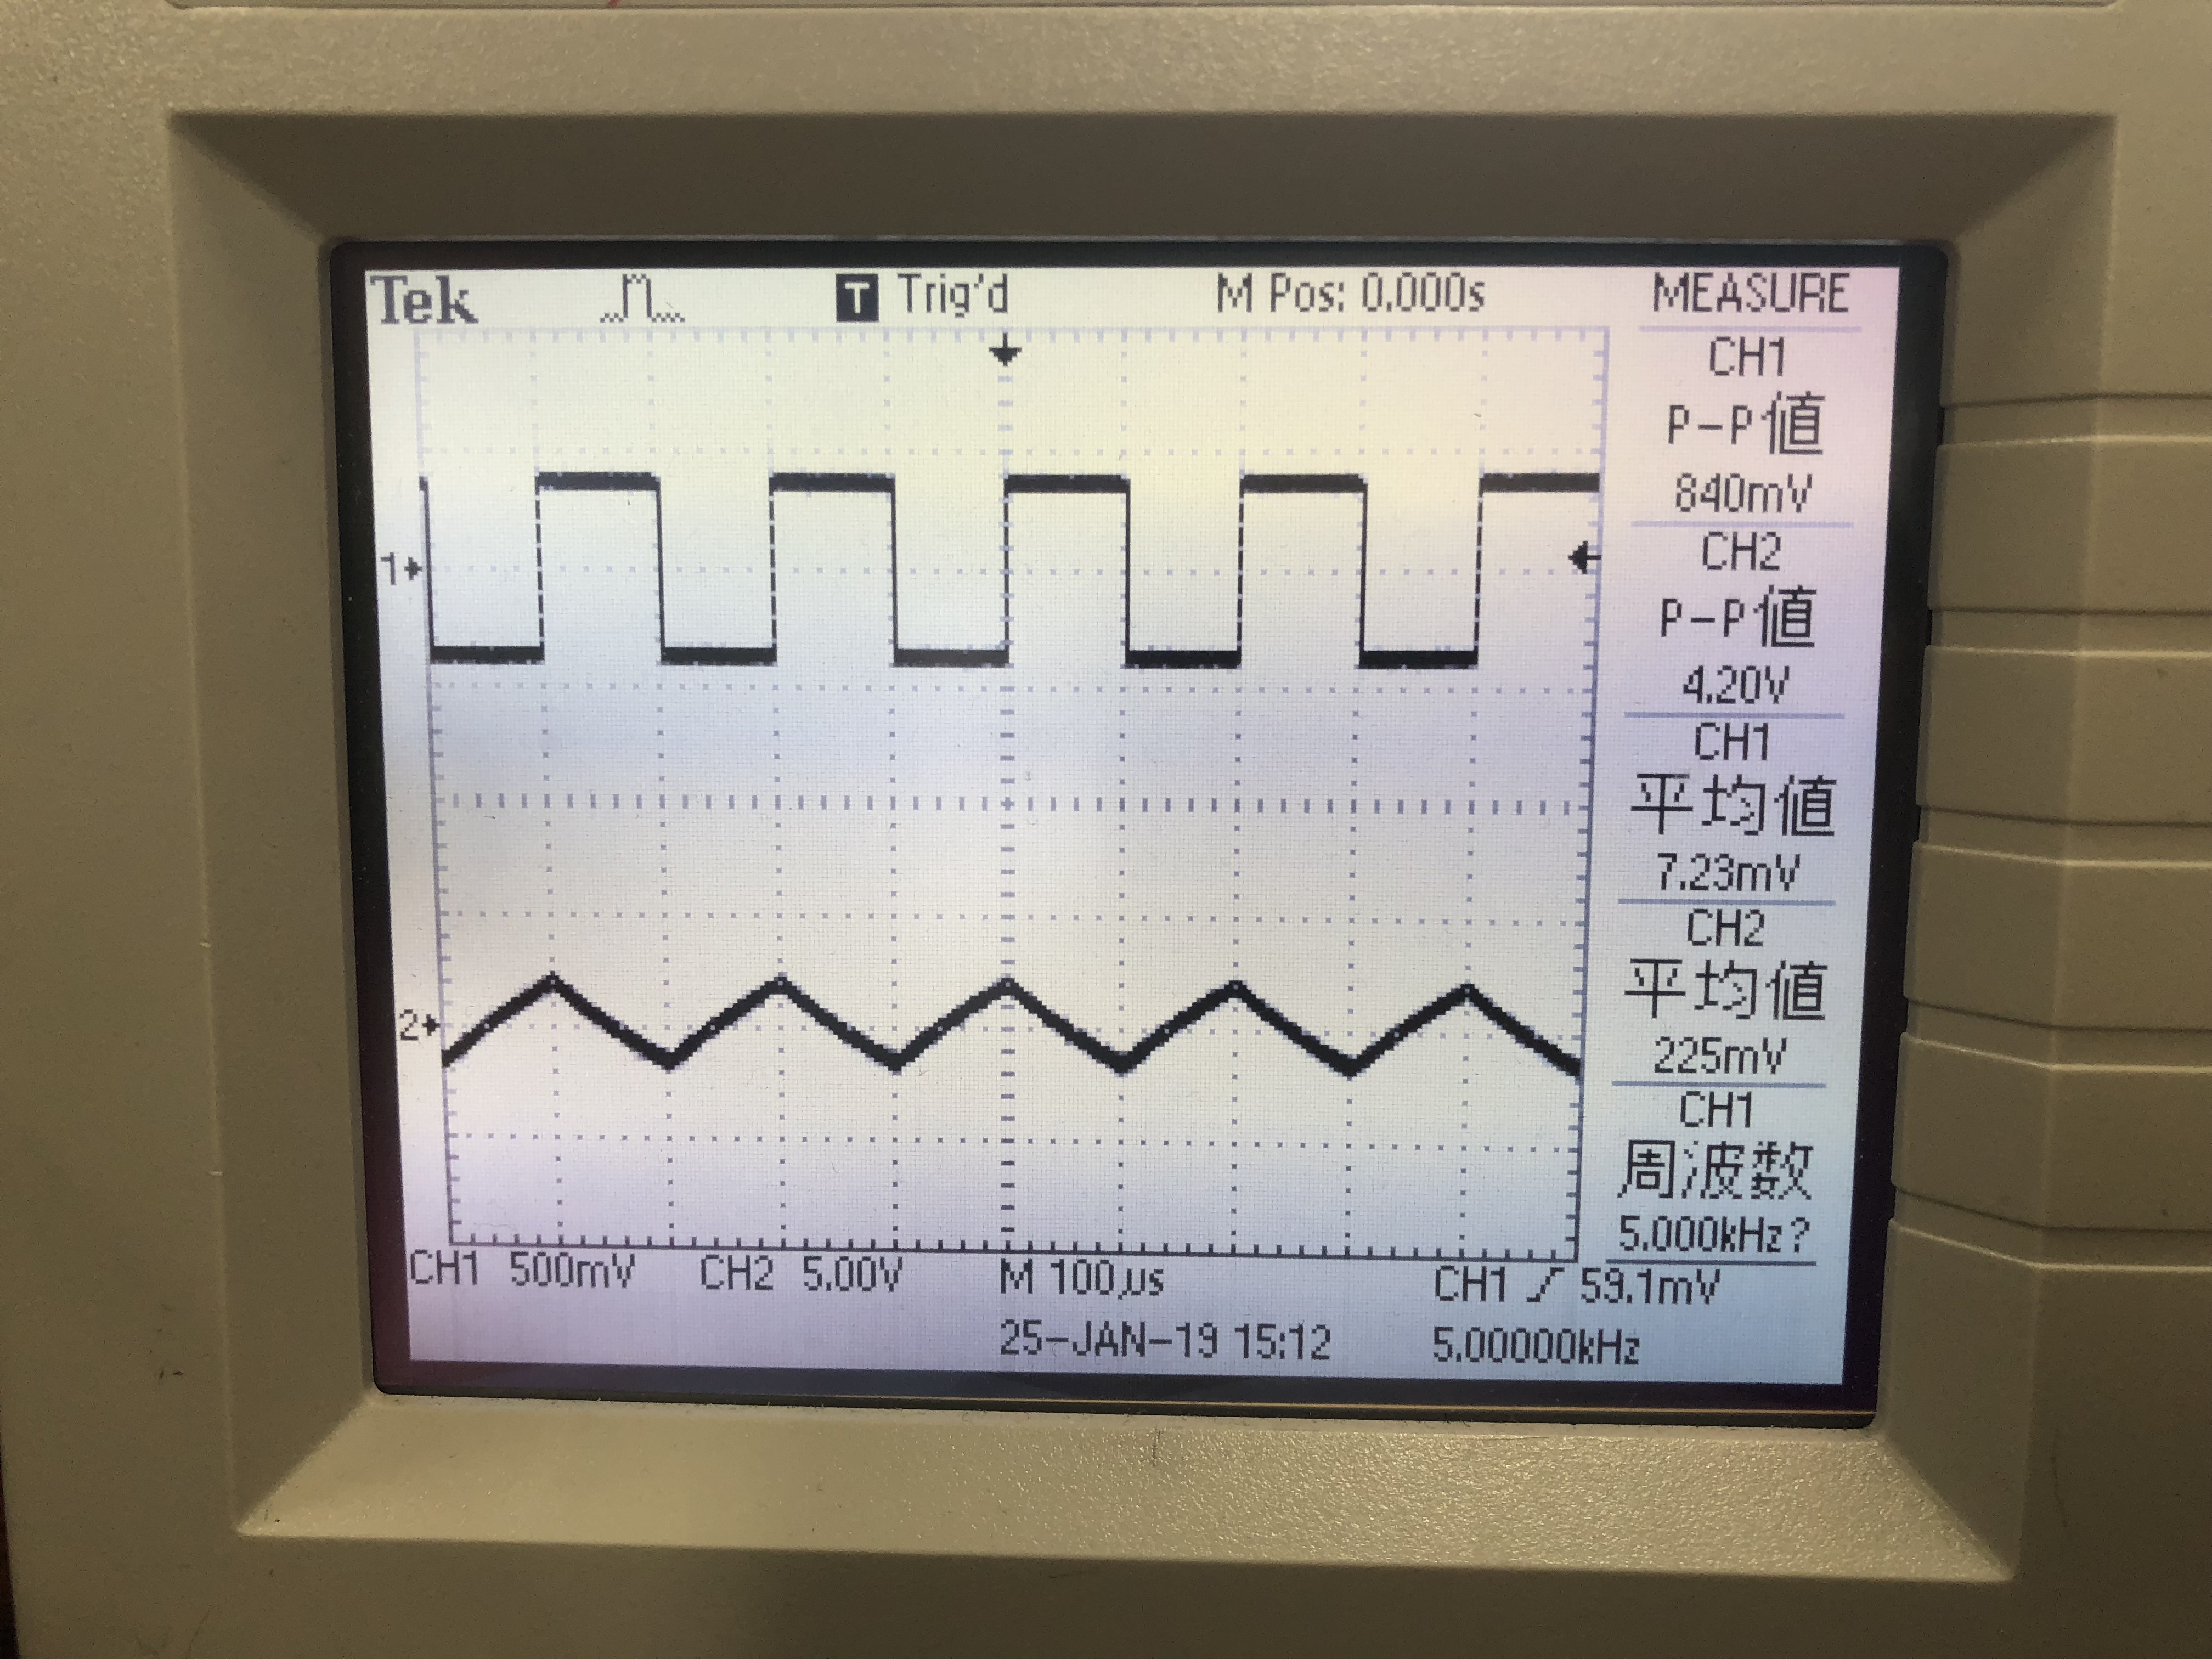 Tek T Trig'd M Pos: 0.000s MEASURE
CH1
P-P値
840mV
CH2
P-P値
4.20V
CH1
平均値
7.23mV
CH2
平均値
225mV
CH1
周波数
5.000kHz?
1
2
CH1 500mV CH2 5.00V M 100µs CH1 59.1mV
25-JAN-19 15:12 5.00000kHz